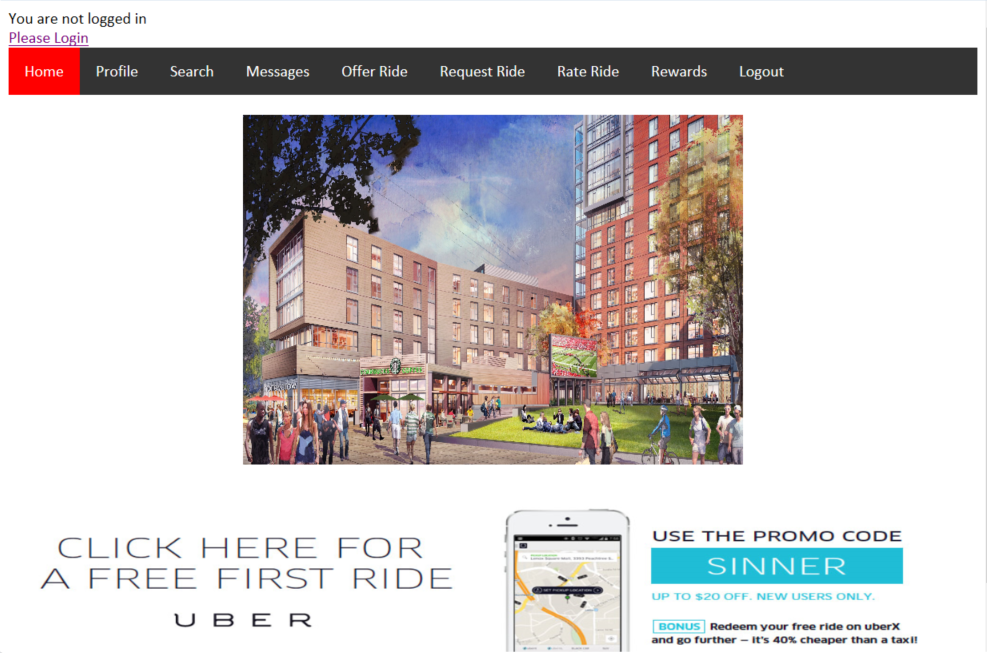 You are not logged in
Please Login
Home Profile Search Messages Offer Ride Request Ride Rate Ride Rewards Logout
CLICK HERE FOR
A FREE FIRST RIDE
UBER
SET PICKUP LOCATION
USE THE PROMO CODE
SINNER
UP TO $20 OFF. NEW USERS ONLY.
BONUS Redeem your free ride on uberX
and go further – it's 40% cheaper than a taxi!